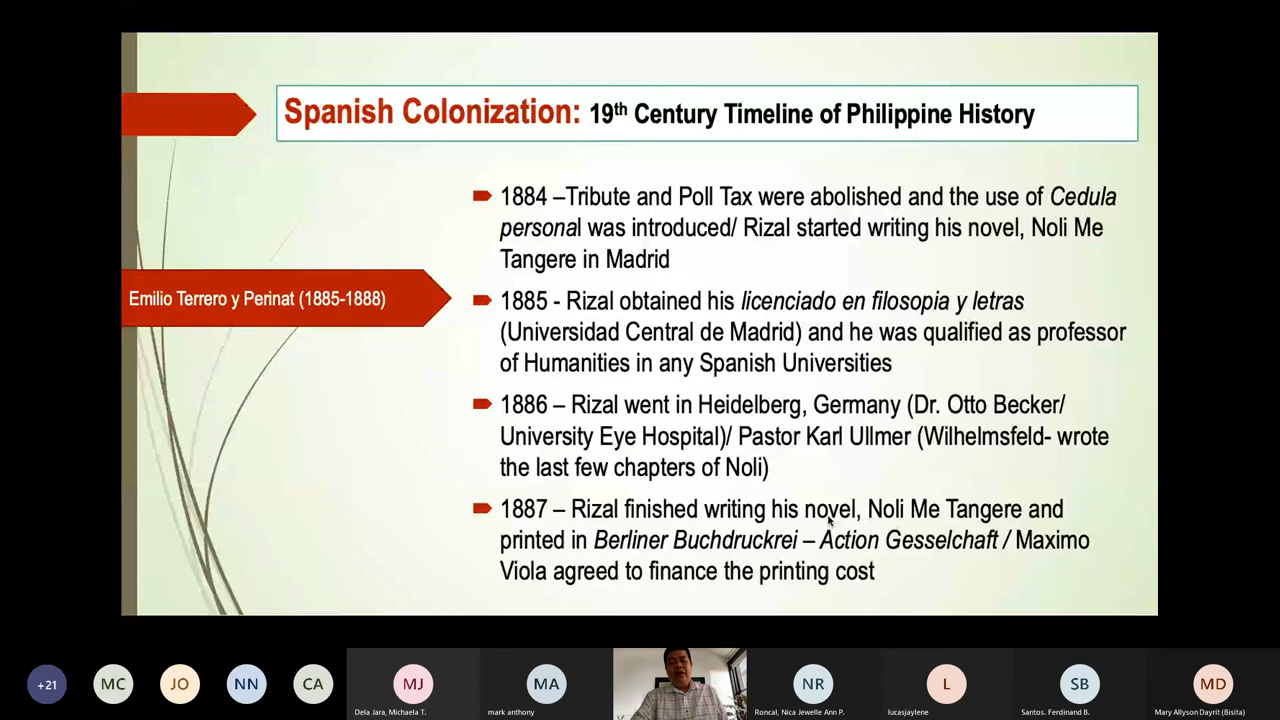 Spanish Colonization: 19th Century Timeline of Philippine History
Emilio Terrero y Perinat (1885-1888)
1884 –Tribute and Poll Tax were abolished and the use of Cedula
personal was introduced/ Rizal started writing his novel, Noli Me
Tangere in Madrid
1885 - Rizal obtained his licenciado en filosopia y letras
(Universidad Central de Madrid) and he was qualified as professor
of Humanities in any Spanish Universities
1886 – Rizal went in Heidelberg, Germany (Dr. Otto Becker/
University Eye Hospital)/ Pastor Karl Ullmer (Wilhelmsfeld- wrote
the last few chapters of Noli)
1887 – Rizal finished writing his novel, Noli Me Tangere and
printed in Berliner Buchdruckrei – Action Gesselchaft / Maximo
Viola agreed to finance the printing cost
+21
MC
JO
NN
CA
MJ
Dela Jara, Michaela T.
MA
mark anthony
NR
Roncal, Nica Jewelle Ann P.
L
lucasjaylene
SB
Santos. Ferdinand B.
MD
Mary Allyson Dayrit (Bisita)